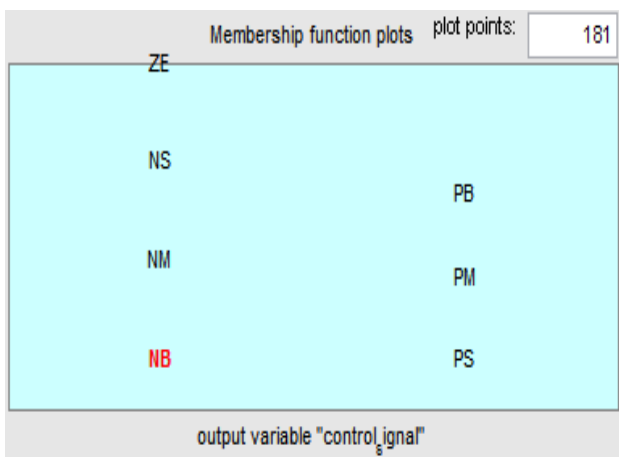 Membership function plots plot points: 181
ZE
NS
PB
NM
PM
NB
PS
output variable "control_signal"